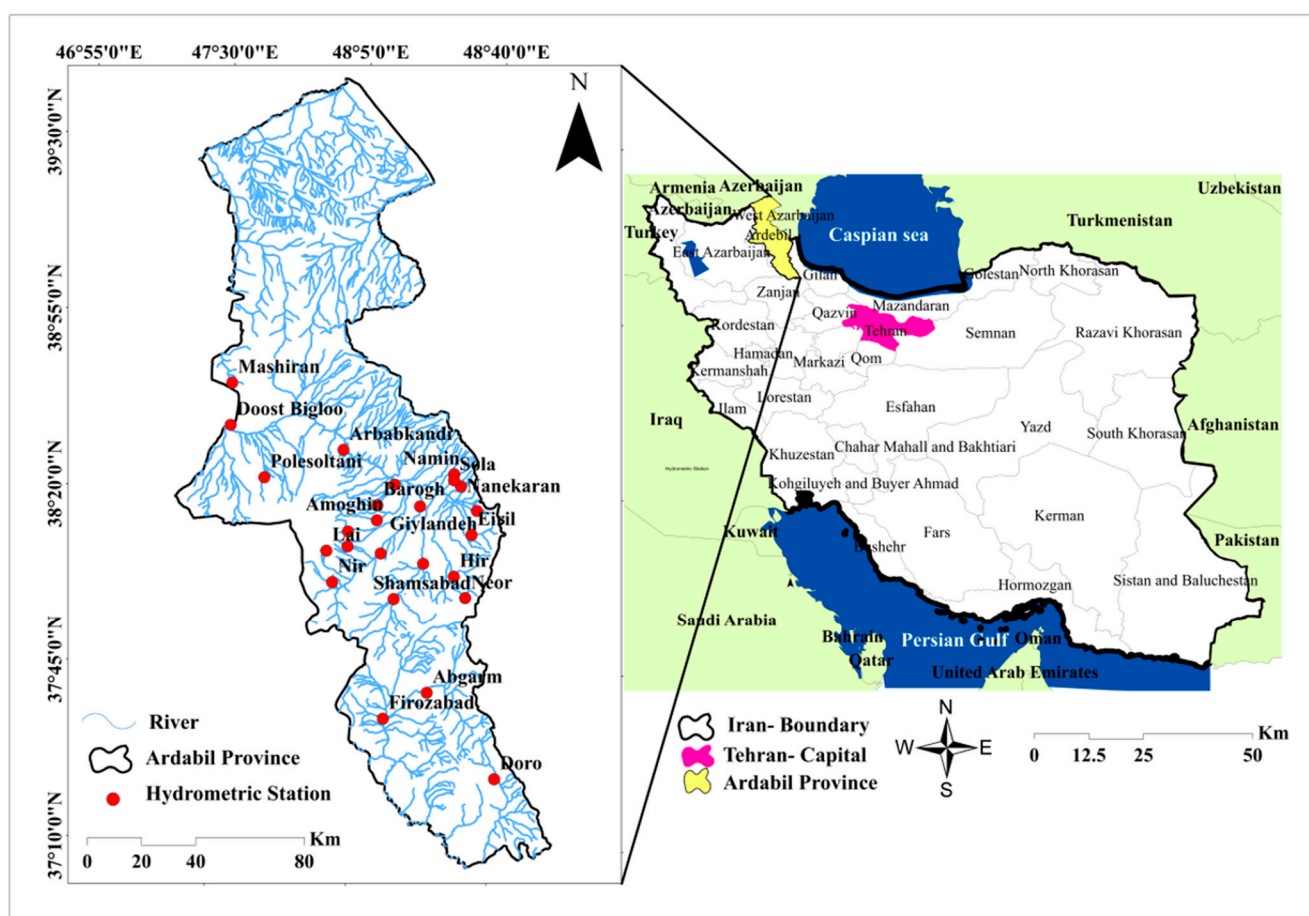 46°55'0"E 47°30'0"E 48°5'0"E 48°40'0"E
39°30'0"N
38°55'0"N
38°20'0"N
37°45'0"N
37°10'0"N
N
Mashiran
Doost Bigloo
Arbabkandi
Polesoltani
Namin
Sola
Nanekaran
Barogh
Amoghin
Giylandeh
Eisil
Lai
Nir
Hir
Shamsabad
Neor
Abgarm
Firozabad
Doro
River
Ardabil Province
Hydrometric Station
Km
0 20 40 80
Armenia
Azerbaijan
Azerbaijan
Uzbekistan
Turkey
West Azarbaijan
Ardebil
East Azarbaijan
Caspian sea
Turkmenistan
Gilan
Golestan
North Khorasan
Zanjan
Mazandaran
Qazvin
Kordestan
Tehran
Semnan
Razavi Khorasan
Hamadan
Qom
Markazi
Kermanshah
Lorestan
Ilam
Esfahan
Iraq
Yazd
South Khorasan
Afghanistan
Chahar Mahall and Bakhtiari
Khuzestan
Hydrometric Station
Kohgiluyeh and Buyer Ahmad
Kerman
Kuwait
Fars
Bushehr
Pakistan
Hormozgan
Sistan and Baluchestan
Saudi Arabia
Bahrain
Persian Gulf
Oman
Qatar
United Arab Emirates
Iran- Boundary
Tehran- Capital
Ardabil Province
N
W E
S
Km
0 12.5 25 50